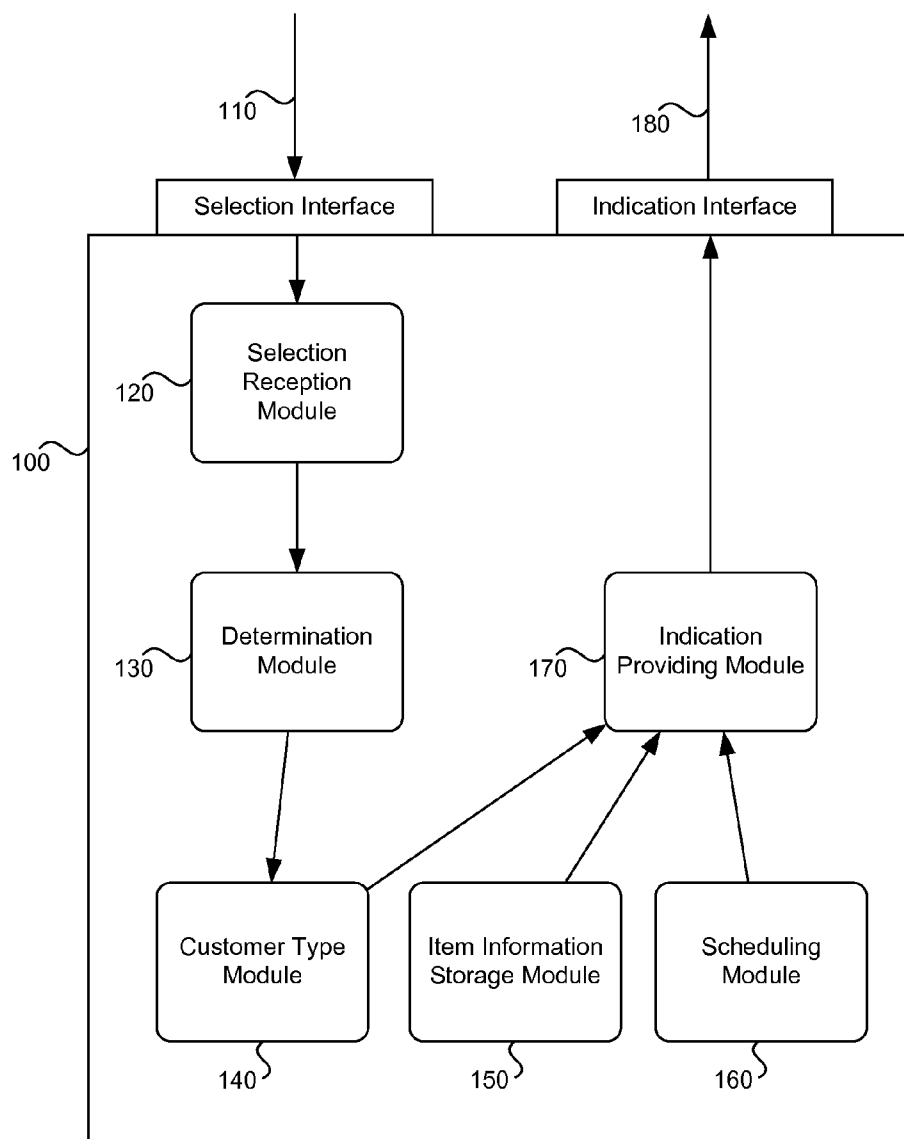 110
180
Selection Interface
Indication Interface
Selection
Reception
Module
120
100
Determination
Module
130
Indication
Providing Module
170
Customer Type
Module
Item Information
Storage Module
Scheduling
Module
140
150
160